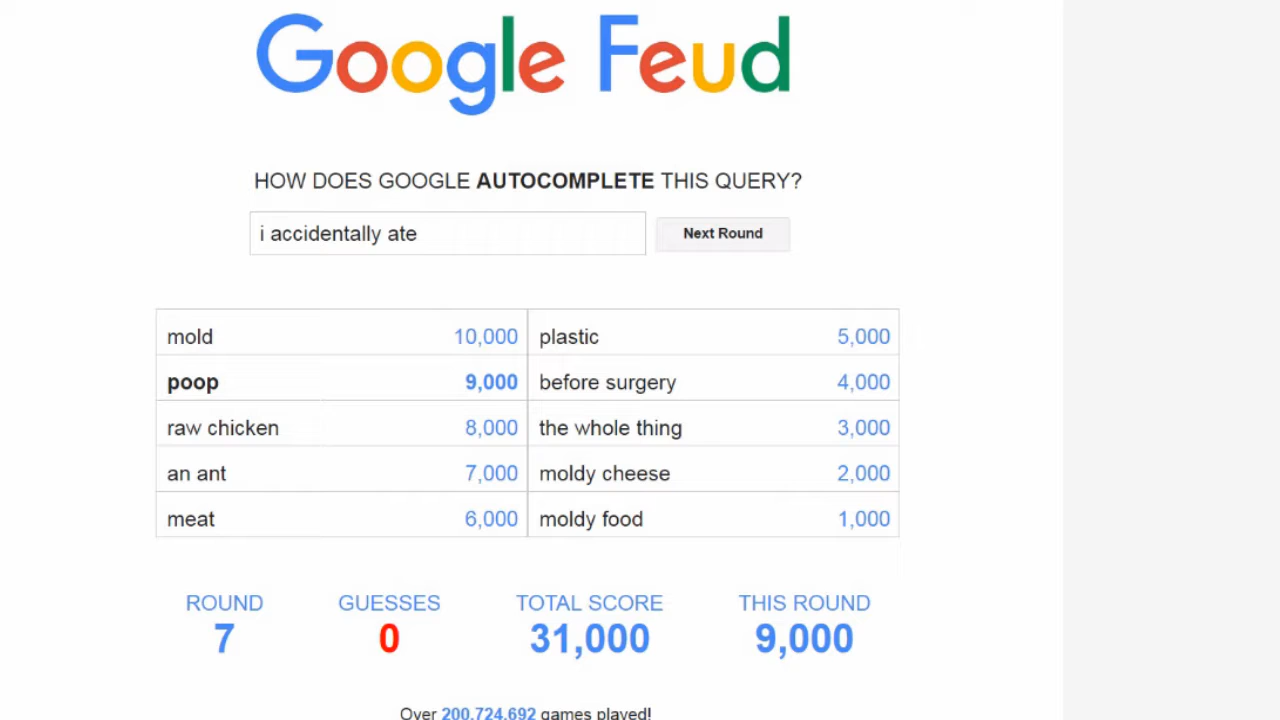 Google Feud
HOW DOES GOOGLE AUTOCOMPLETE THIS QUERY?
i accidentally ate
Next Round
mold 10,000 plastic 5,000
poop 9,000 before surgery 4,000
raw chicken 8,000 the whole thing 3,000
an ant 7,000 moldy cheese 2,000
meat 6,000 moldy food 1,000
ROUND GUESSES TOTAL SCORE THIS ROUND
7 0 31,000 9,000
Over 200,724,692 games played!